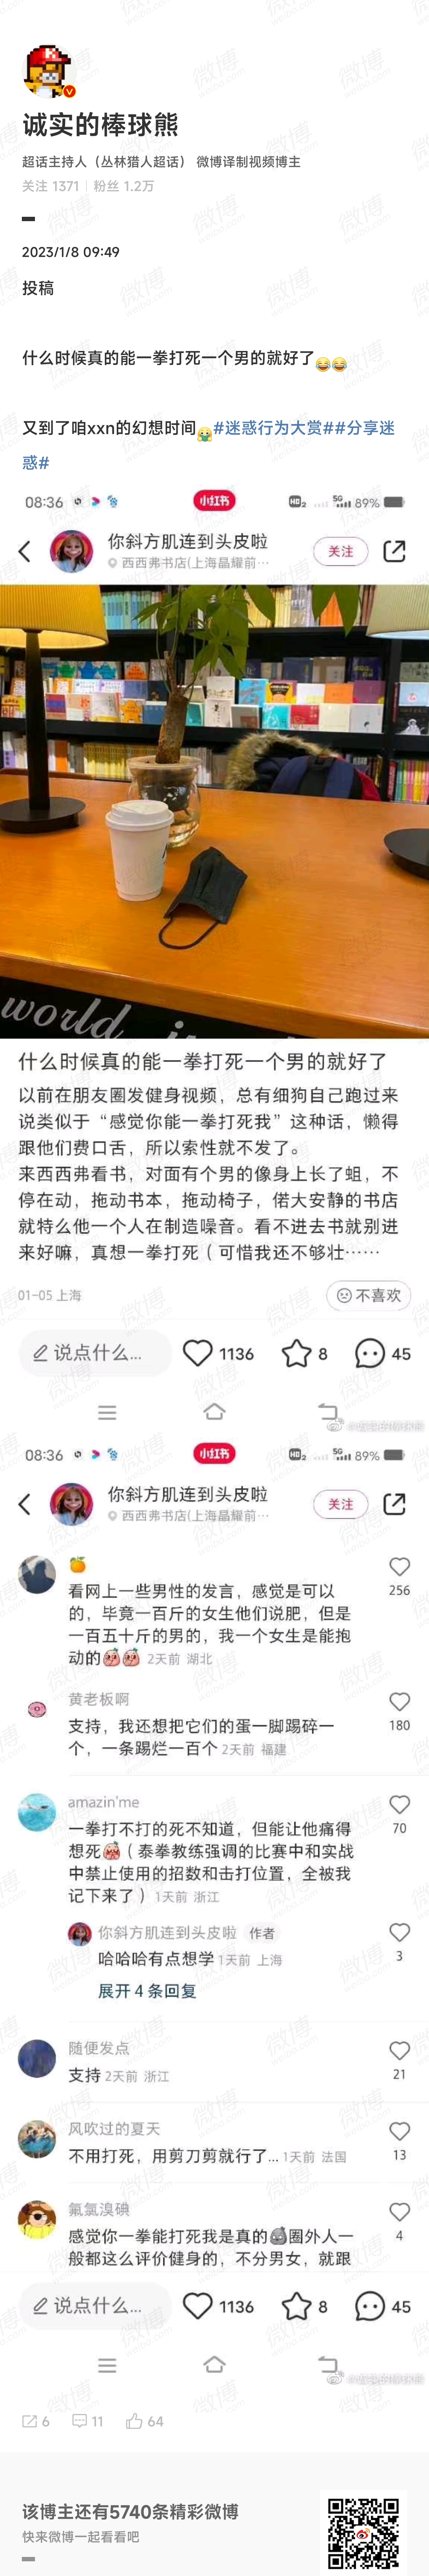 诚实的棒球熊
超话主持人（丛林猎人超话） 微博译制视频博主
关注 1371 | 粉丝 1.2万
2023/1/8 09:49
投稿
什么时候真的能一拳打死一个男的就好了😂😂
又到了咱xxn的幻想时间🤮#迷惑行为大赏##分享迷
惑#
08:36 小红书 HD2 5G 89%
你斜方肌连到头皮啦 关注
西西弗书店(上海晶耀前…
world
什么时候真的能一拳打死一个男的就好了
以前在朋友圈发健身视频，总有细狗自己跑过来
说类似于“感觉你能一拳打死我”这种话，懒得
跟他们费口舌，所以索性就不发了。
来西西弗看书，对面有个男的像身上长了蛆，不
停在动，拖动书本，拖动椅子，偌大安静的书店
就特么他一个人在制造噪音。看不进去书就别进
来好嘛，真想一拳打死（可惜我还不够壮……
01-05 上海 不喜欢
说点什么... 1136 8 45
@诚实的棒球熊
08:36 小红书 HD2 5G 89%
你斜方肌连到头皮啦 关注
西西弗书店(上海晶耀前…
🍊
看网上一些男性的发言，感觉是可以 256
的，毕竟一百斤的女生他们说肥，但是
一百五十斤的男的，我一个女生是能抱
动的 2天前 湖北
黄老板啊
支持，我还想把它们的蛋一脚踢碎一 180
个，一条踢烂一百个 2天前 福建
amazin'me
一拳打不打的死不知道，但能让他痛得 70
想死（泰拳教练强调的比赛中和实战
中禁止使用的招数和击打位置，全被我
记下来了） 1天前 浙江
你斜方肌连到头皮啦 作者
哈哈哈有点想学 1天前 上海 3
展开 4 条回复
随便发点
支持 2天前 浙江 21
风吹过的夏天
不用打死，用剪刀剪就行了... 1天前 法国 13
氟氯溴碘
感觉你一拳能打死我是真的圈外人一 4
般都这么评价健身的，不分男女，就跟
说点什么... 1136 8 45
@诚实的棒球熊
6 11 64
该博主还有5740条精彩微博
快来微博一起看看吧